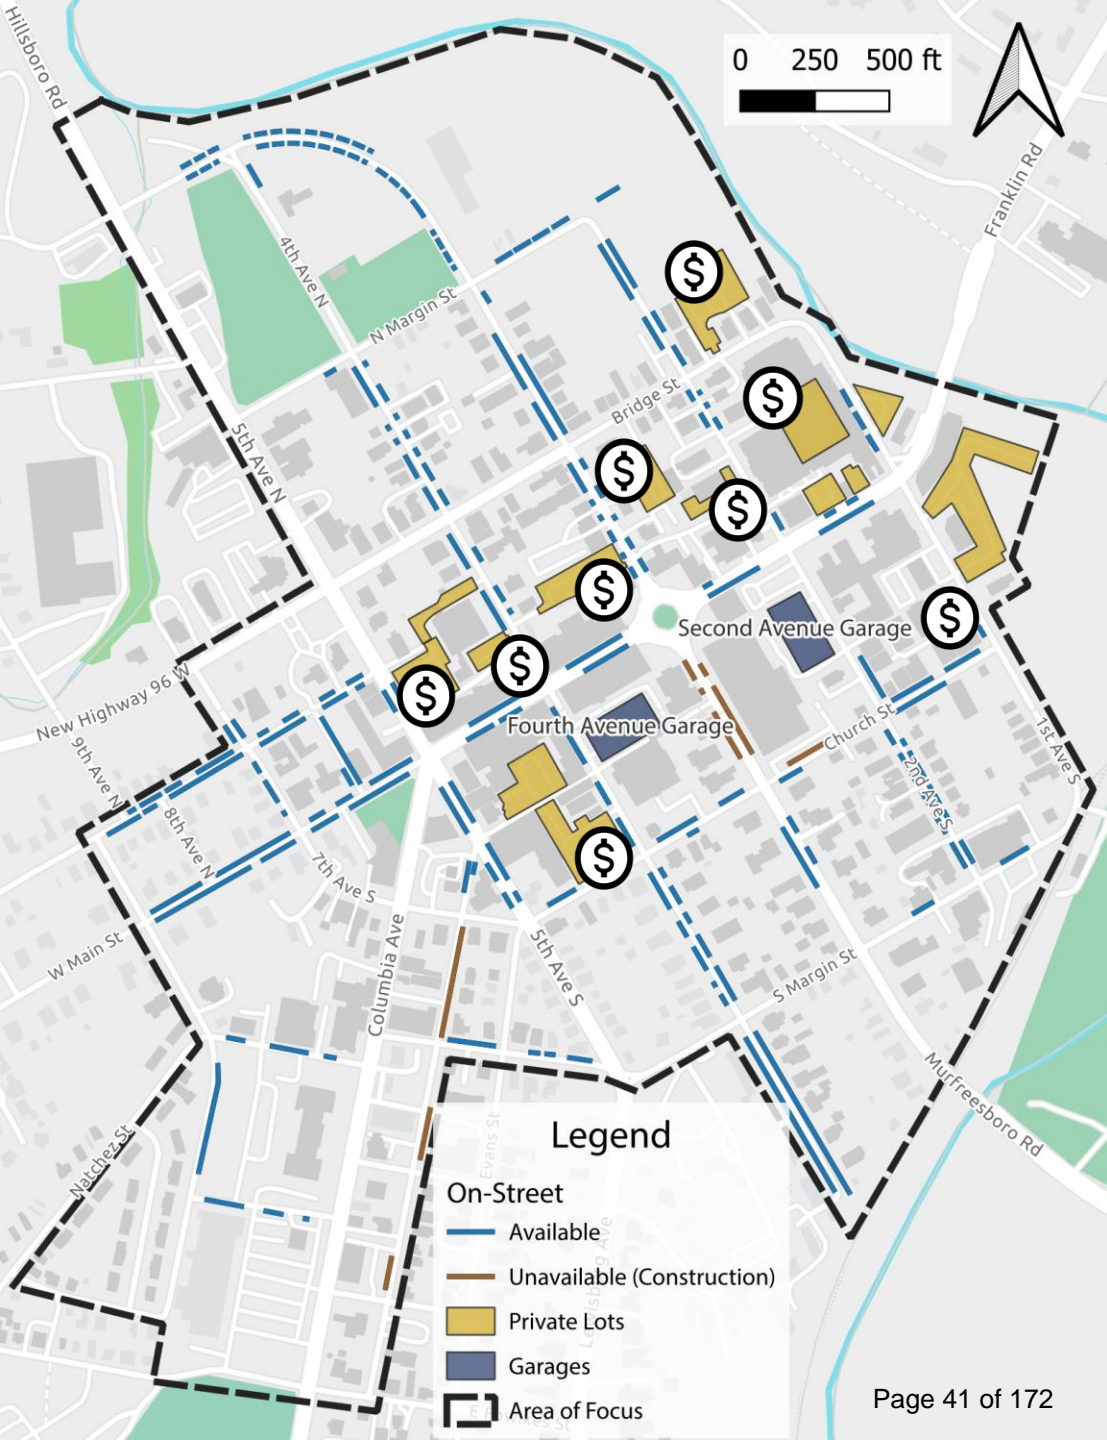 Hillsboro Rd
0 250 500 ft
Franklin Rd
4th Ave N
N Margin St
$
Bridge St
$
5th Ave N
$
$
$
Second Avenue Garage
$
$
$
New Highway 96 W
Fourth Avenue Garage
Church St
1st Ave S
9th Ave N
2nd Ave S
8th Ave N
7th Ave S
$
W Main St
Columbia Ave
5th Ave S
S Margin St
Murfreesboro Rd
Natchez St
Evans St
Legend
On-Street
Available
Unavailable (Construction)
Private Lots
Garages
Area of Focus
Page 41 of 172